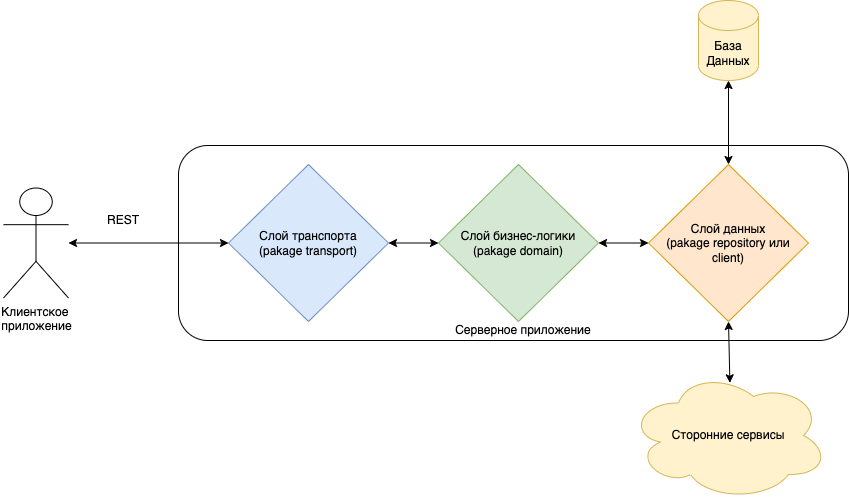 База
Данных
REST
Слой транспорта
(pakage transport)
Слой бизнес-логики
(pakage domain)
Слой данных
(pakage repository или
client)
Клиентское
приложение
Серверное приложение
Сторонние сервисы